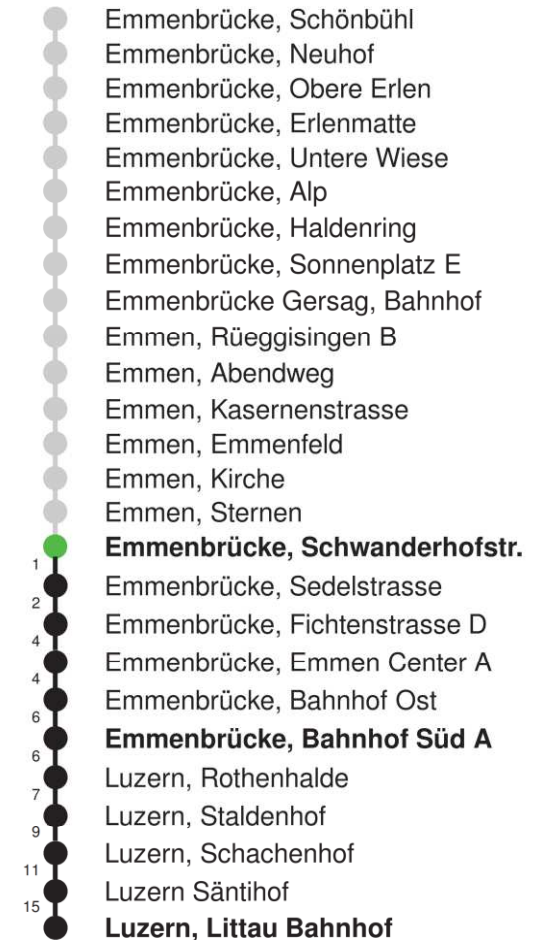 Emmenbrücke, Schönbühl
Emmenbrücke, Neuhof
Emmenbrücke, Obere Erlen
Emmenbrücke, Erlenmatte
Emmenbrücke, Untere Wiese
Emmenbrücke, Alp
Emmenbrücke, Haldenring
Emmenbrücke, Sonnenplatz E
Emmenbrücke Gersag, Bahnhof
Emmen, Rüeggisingen B
Emmen, Abendweg
Emmen, Kasernenstrasse
Emmen, Emmenfeld
Emmen, Kirche
Emmen, Sternen
Emmenbrücke, Schwanderhofstr.
1
Emmenbrücke, Sedelstrasse
2
Emmenbrücke, Fichtenstrasse D
4
Emmenbrücke, Emmen Center A
4
Emmenbrücke, Bahnhof Ost
6
Emmenbrücke, Bahnhof Süd A
6
Luzern, Rothenhalde
7
Luzern, Staldenhof
9
Luzern, Schachenhof
11
Luzern Säntihof
15
Luzern, Littau Bahnhof